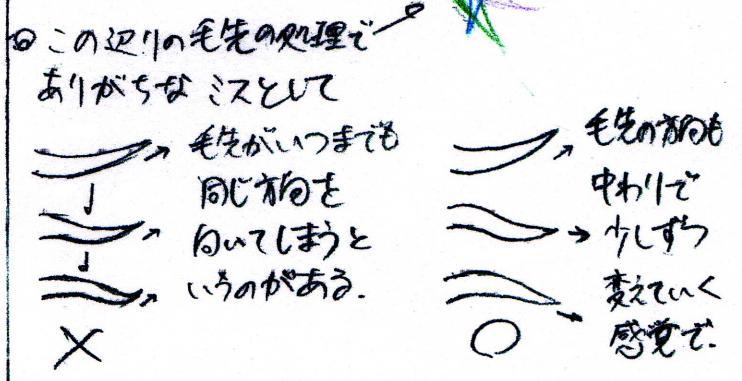 ◎この辺りの毛先の処理で
ありがちなミスとして
毛先がいつまでも
同じ方向を
向いてしまうと
いうのがある.
×
毛先の方向も
中わりで
少しずつ
変えていく
感覚で.
○